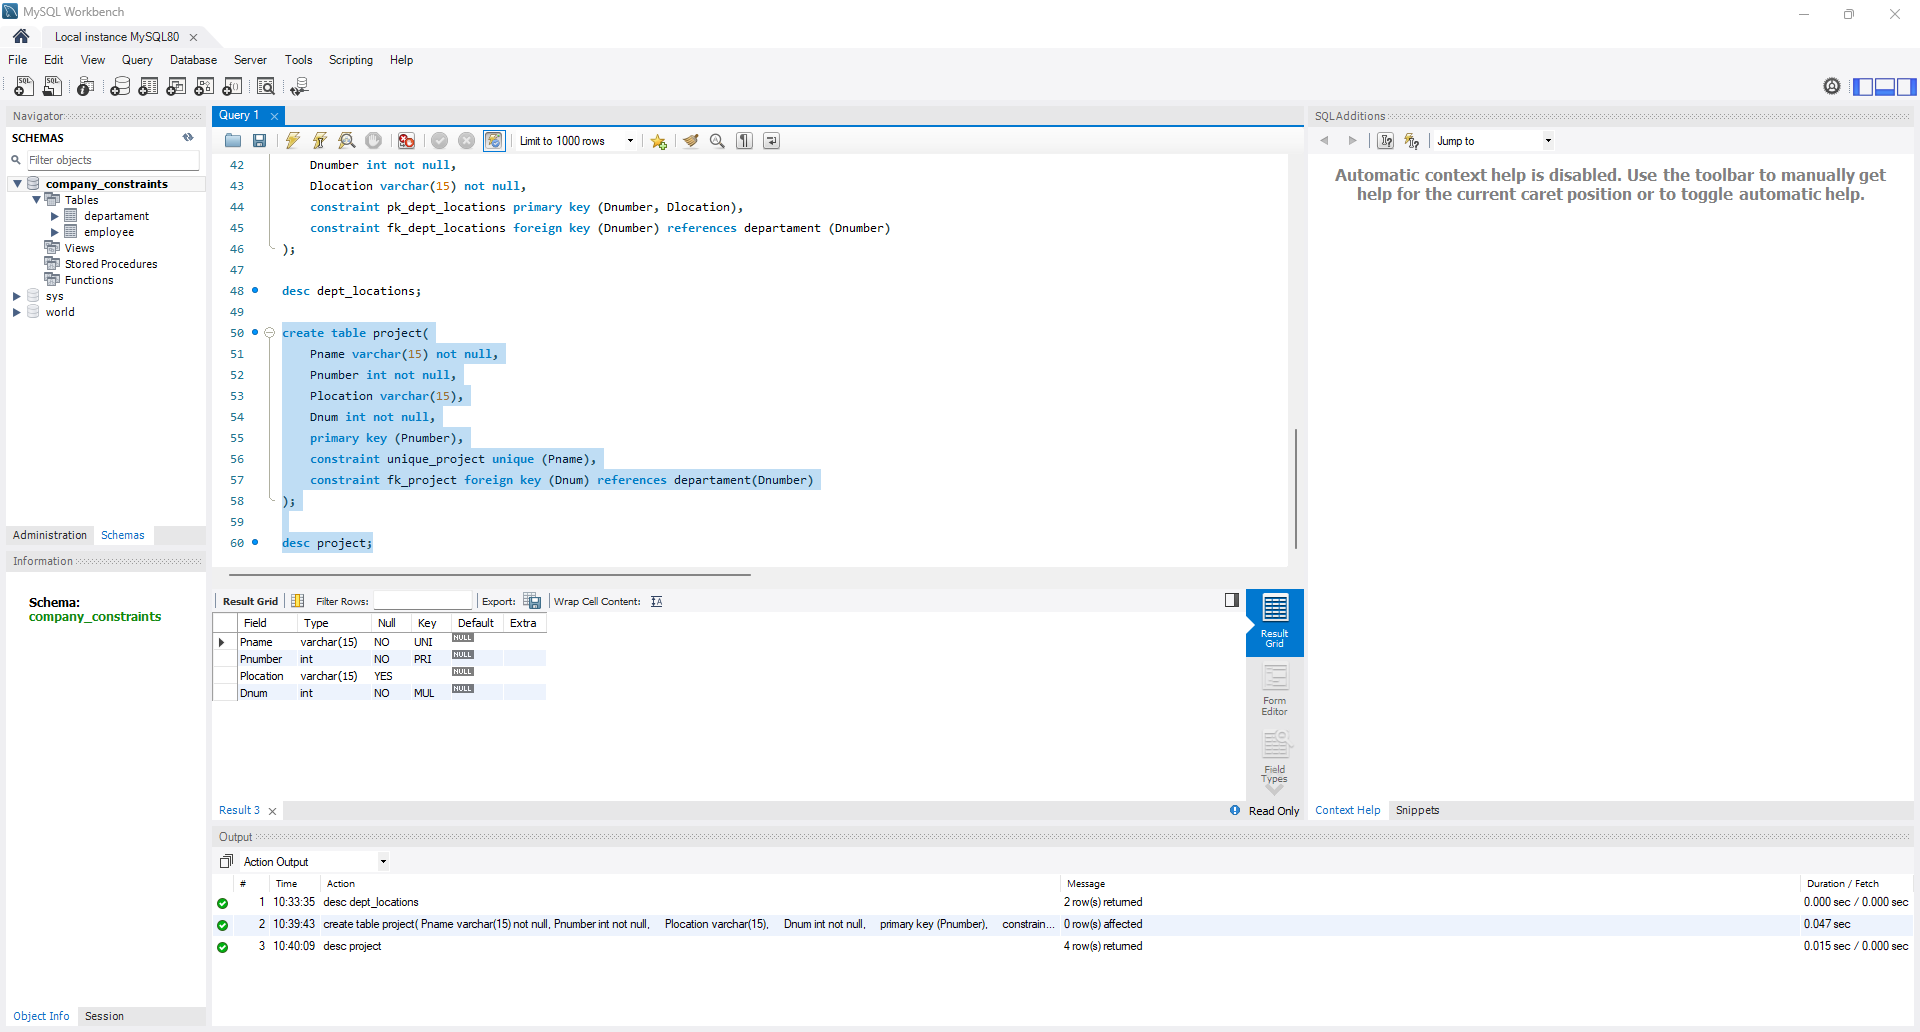 MySQL Workbench
Local instance MySQL80
File Edit View Query Database Server Tools Scripting Help
Navigator
SCHEMAS
Filter objects
company_constraints
Tables
departament
employee
Views
Stored Procedures
Functions
sys
world
Administration Schemas
Information
Schema:
company_constraints
Object Info Session
Query 1
Limit to 1000 rows
42 Dnumber int not null,
43 Dlocation varchar(15) not null,
44 constraint pk_dept_locations primary key (Dnumber, Dlocation),
45 constraint fk_dept_locations foreign key (Dnumber) references departament (Dnumber)
46 );
47
48 desc dept_locations;
49
50 create table project(
51 Pname varchar(15) not null,
52 Pnumber int not null,
53 Plocation varchar(15),
54 Dnum int not null,
55 primary key (Pnumber),
56 constraint unique_project unique (Pname),
57 constraint fk_project foreign key (Dnum) references departament(Dnumber)
58 );
59
60 desc project;
Result Grid Filter Rows: Export: Wrap Cell Content:
Field Type Null Key Default Extra
Pname varchar(15) NO UNI NULL
Pnumber int NO PRI NULL
Plocation varchar(15) YES NULL
Dnum int NO MUL NULL
Result Grid
Form Editor
Field Types
Result 3
Read Only
SQLAdditions
Jump to
Automatic context help is disabled. Use the toolbar to manually get
help for the current caret position or to toggle automatic help.
Context Help Snippets
Output
Action Output
# Time Action Message Duration / Fetch
1 10:33:35 desc dept_locations 2 row(s) returned 0.000 sec / 0.000 sec
2 10:39:43 create table project( Pname varchar(15) not null, Pnumber int not null, Plocation varchar(15), Dnum int not null, primary key (Pnumber), constrain... 0 row(s) affected 0.047 sec
3 10:40:09 desc project 4 row(s) returned 0.015 sec / 0.000 sec